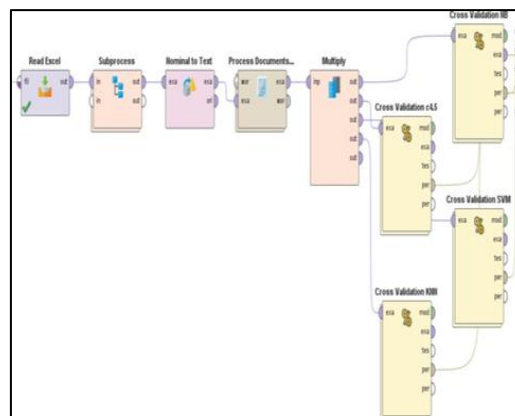 Read Excel
fil
out
Subprocess
in
out
in
out
Nominal to Text
exa
exa
ori
Process Documents...
wor
exa
exa
wor
Multiply
inp
out
out
out
out
out
Cross Validation NB
exa
mod
exa
tes
per
per
Cross Validation c4.5
exa
mod
exa
tes
per
per
Cross Validation SVM
exa
mod
exa
tes
per
per
Cross Validation KNN
exa
mod
exa
tes
per
per